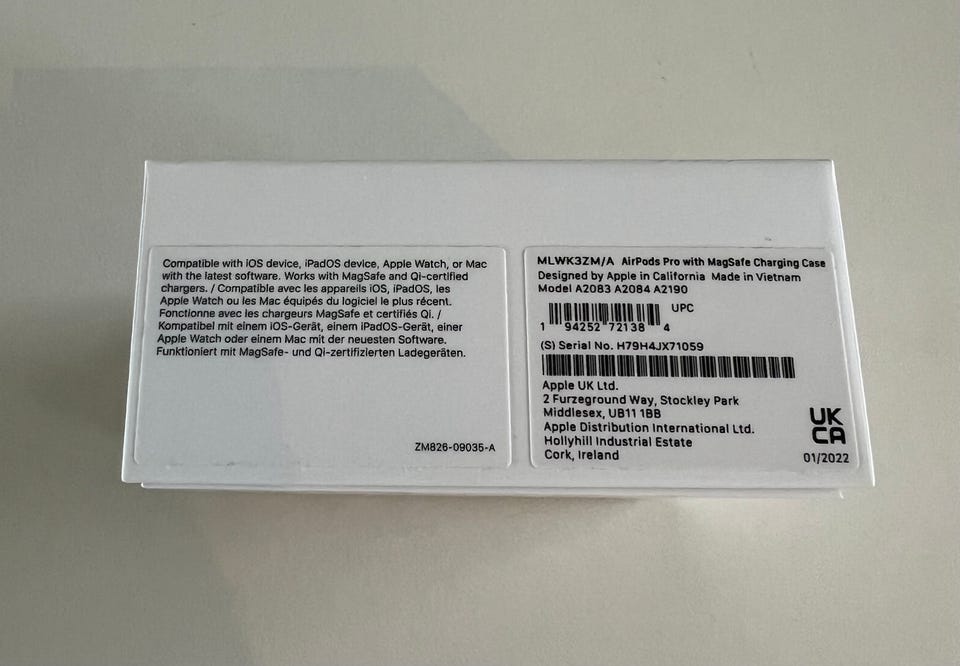 Compatible with iOS device, iPadOS device, Apple Watch, or Mac
with the latest software. Works with MagSafe and Qi-certified
chargers. / Compatible avec les appareils iOS, iPadOS, les
Apple Watch ou les Mac équipés du logiciel le plus récent.
Fonctionne avec les chargeurs MagSafe et certifiés Qi. /
Kompatibel mit einem iOS-Gerät, einem iPadOS-Gerät, einer
Apple Watch oder einem Mac mit der neuesten Software.
Funktioniert mit MagSafe- und Qi-zertifizierten Ladegeräten.
ZM826-09035-A
MLWK3ZM/A AirPods Pro with MagSafe Charging Case
Designed by Apple in California Made in Vietnam
Model A2083 A2084 A2190
UPC
1 94252 72138 4
(S) Serial No. H79H4JX71059
Apple UK Ltd.
2 Furzeground Way, Stockley Park
Middlesex, UB11 1BB
Apple Distribution International Ltd.
Hollyhill Industrial Estate
Cork, Ireland
UK
CA
01/2022